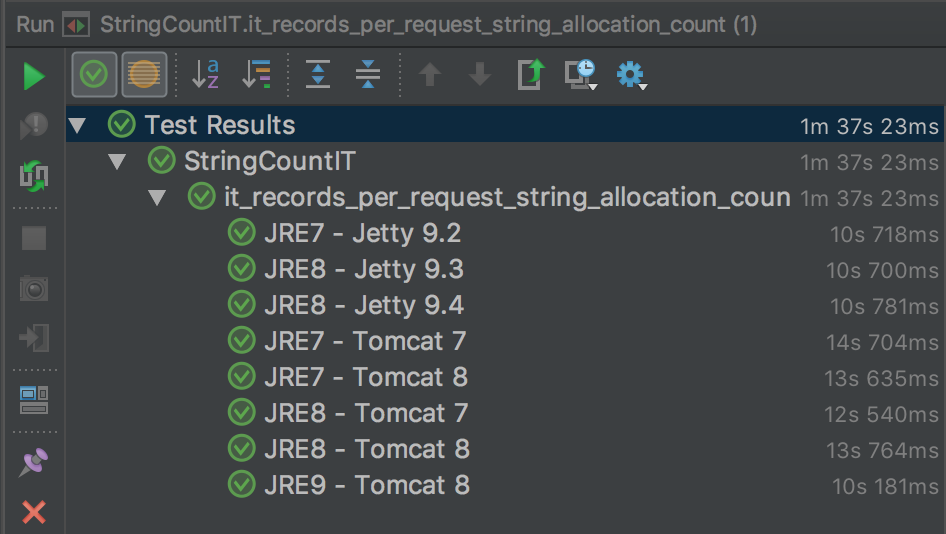 Run StringCountIT.it_records_per_request_string_allocation_count (1)
Test Results 1m 37s 23ms
StringCountIT 1m 37s 23ms
it_records_per_request_string_allocation_coun 1m 37s 23ms
JRE7 - Jetty 9.2 10s 718ms
JRE8 - Jetty 9.3 10s 700ms
JRE8 - Jetty 9.4 10s 781ms
JRE7 - Tomcat 7 14s 704ms
JRE7 - Tomcat 8 13s 635ms
JRE8 - Tomcat 7 12s 540ms
JRE8 - Tomcat 8 13s 764ms
JRE9 - Tomcat 8 10s 181ms